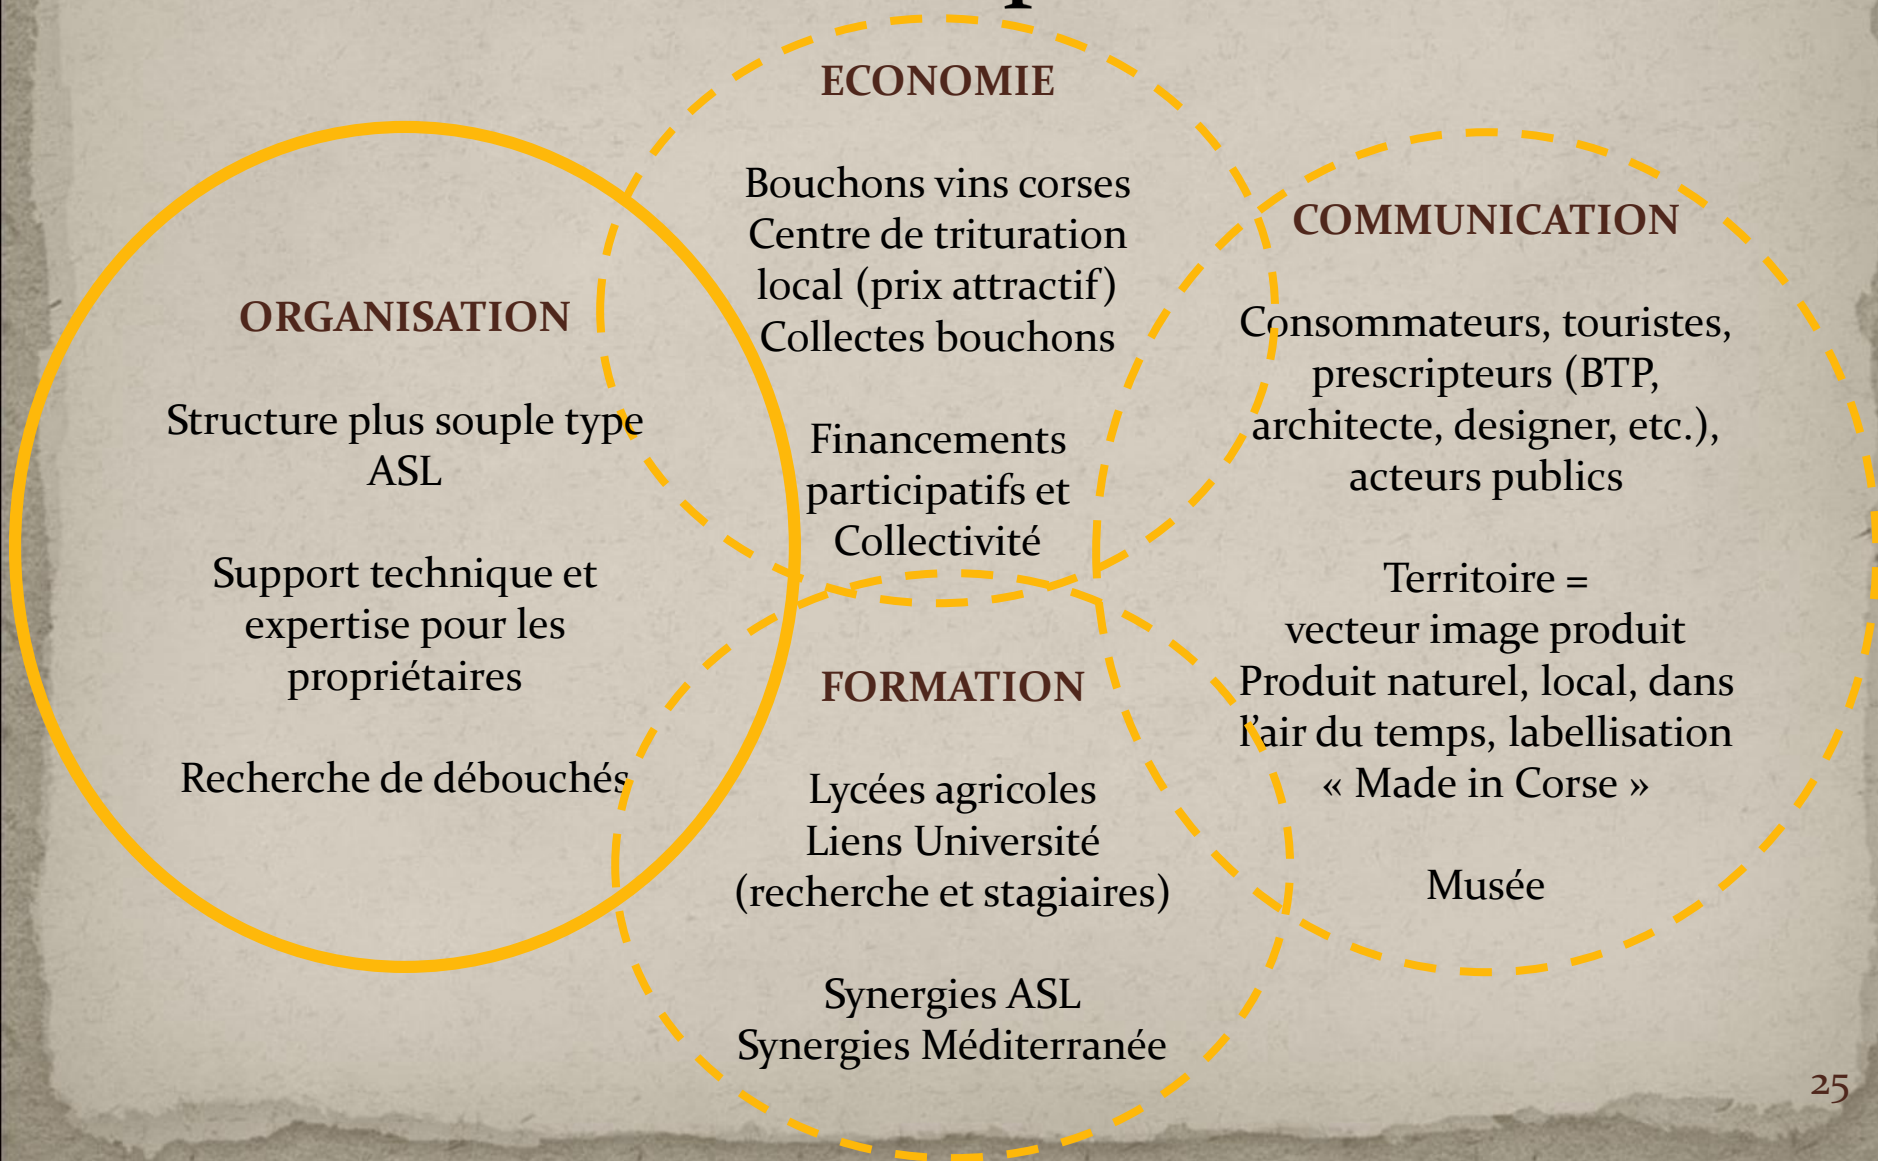 ECONOMIE
Bouchons vins corses
Centre de trituration
local (prix attractif)
Collectes bouchons
Financements
participatifs et
Collectivité
ORGANISATION
Structure plus souple type
ASL
Support technique et
expertise pour les
propriétaires
Recherche de débouchés
COMMUNICATION
Consommateurs, touristes,
prescripteurs (BTP,
architecte, designer, etc.),
acteurs publics
Territoire =
vecteur image produit
Produit naturel, local, dans
l’air du temps, labellisation
« Made in Corse »
Musée
FORMATION
Lycées agricoles
Liens Université
(recherche et stagiaires)
Synergies ASL
Synergies Méditerranée
25